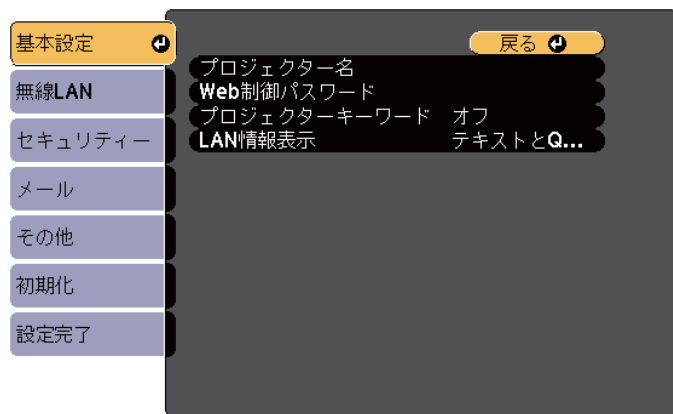 基本設定
無線LAN
セキュリティー
メール
その他
初期化
設定完了
戻る
プロジェクター名
Web制御パスワード
プロジェクターキーワード オフ
LAN情報表示 テキストとQ...